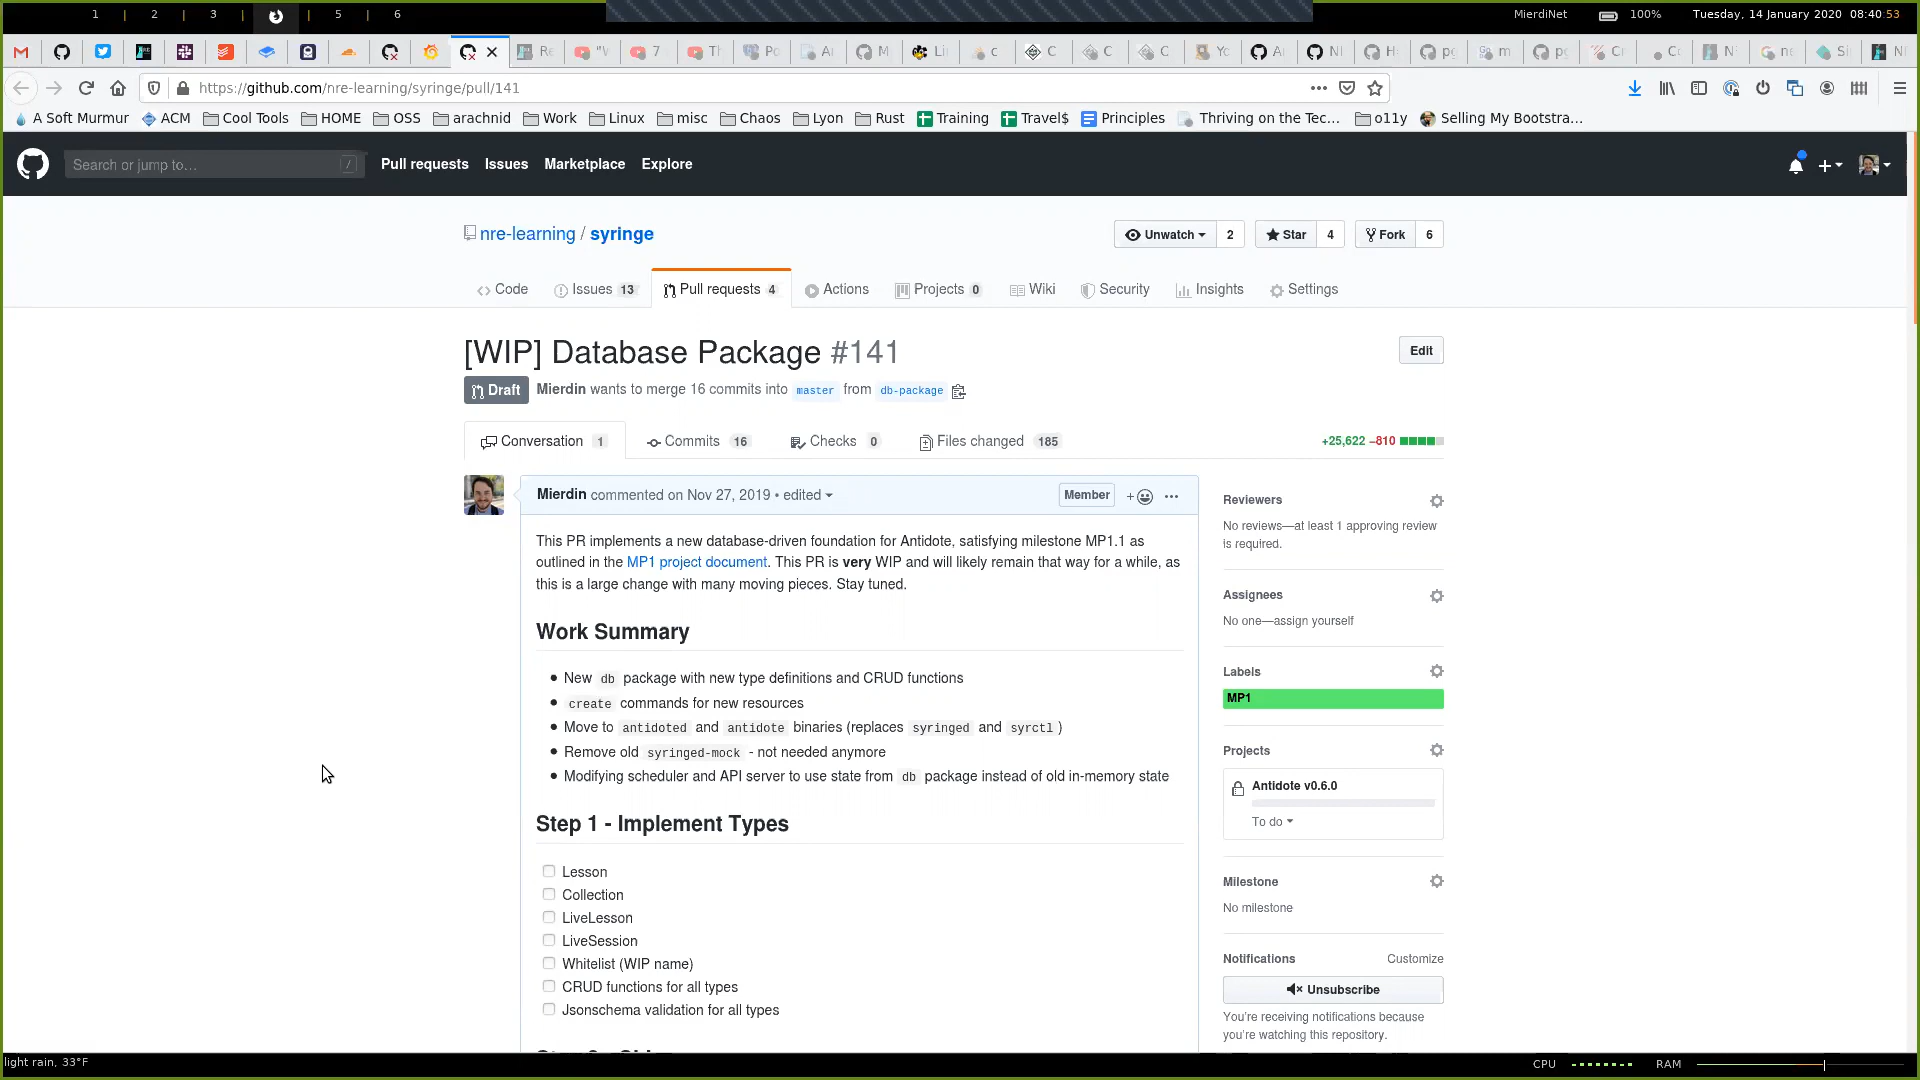 1 | 2 | 3 | | 5 | 6
MierdiNet 100% Tuesday, 14 January 2020 08:40:53
https://github.com/nre-learning/syringe/pull/141
A Soft Murmur ACM Cool Tools HOME OSS arachnid Work Linux misc Chaos Lyon Rust Training Travel$ Principles Thriving on the Tec... o11y Selling My Bootstra...
Search or jump to... / Pull requests Issues Marketplace Explore
nre-learning / syringe
Unwatch 2 Star 4 Fork 6
Code Issues 13 Pull requests 4 Actions Projects 0 Wiki Security Insights Settings
[WIP] Database Package #141
Edit
Draft Mierdin wants to merge 16 commits into master from db-package
Conversation 1 Commits 16 Checks 0 Files changed 185 +25,622 −810
Mierdin commented on Nov 27, 2019 • edited Member
This PR implements a new database-driven foundation for Antidote, satisfying milestone MP1.1 as
outlined in the MP1 project document. This PR is very WIP and will likely remain that way for a while, as
this is a large change with many moving pieces. Stay tuned.
Work Summary
New db package with new type definitions and CRUD functions
create commands for new resources
Move to antidoted and antidote binaries (replaces syringed and syrctl )
Remove old syringed-mock - not needed anymore
Modifying scheduler and API server to use state from db package instead of old in-memory state
Step 1 - Implement Types
Lesson
Collection
LiveLesson
LiveSession
Whitelist (WIP name)
CRUD functions for all types
Jsonschema validation for all types
Reviewers
No reviews—at least 1 approving review
is required.
Assignees
No one—assign yourself
Labels
MP1
Projects
Antidote v0.6.0
To do
Milestone
No milestone
Notifications Customize
Unsubscribe
You're receiving notifications because
you're watching this repository.
light rain, 33°F
CPU RAM